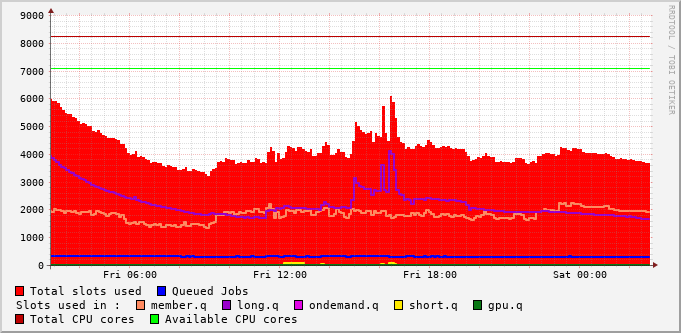 9000
8000
7000
6000
5000
4000
3000
2000
1000
0
Fri 06:00 Fri 12:00 Fri 18:00 Sat 00:00
RRDTOOL / TOBI OETIKER
Total slots used Queued Jobs
Slots used in : member.q long.q ondemand.q short.q gpu.q
Total CPU cores Available CPU cores